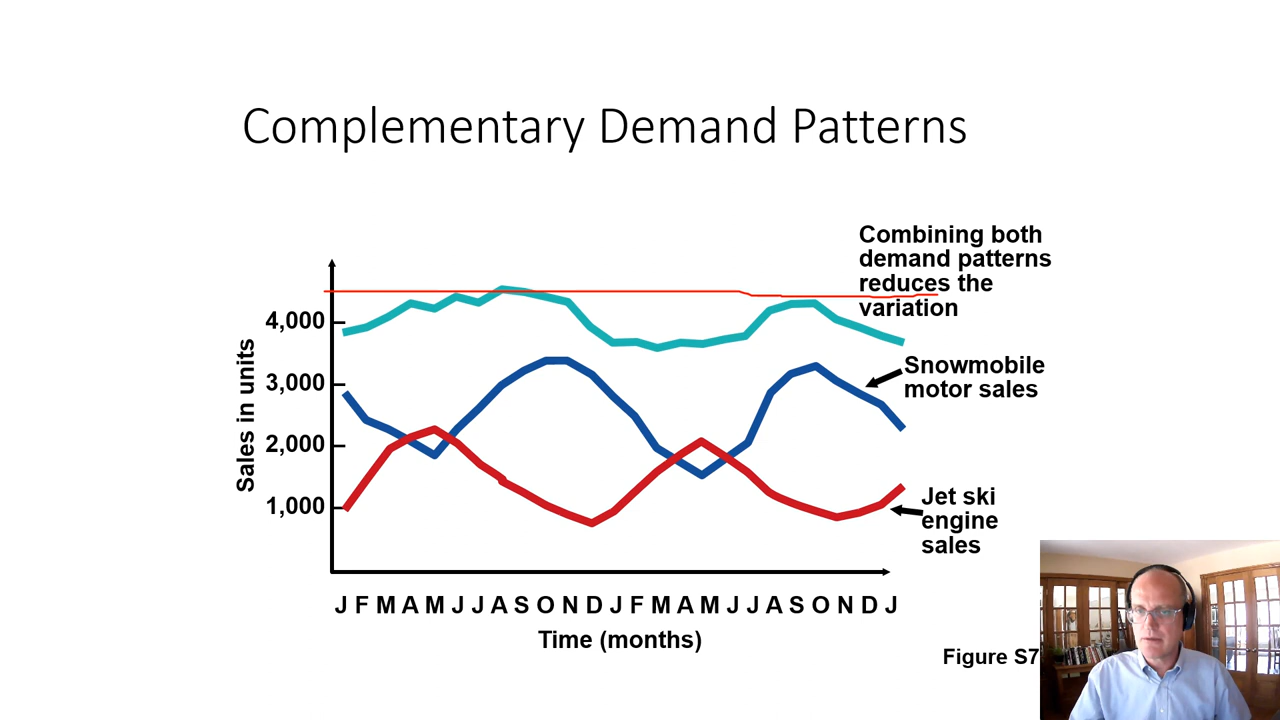 Complementary Demand Patterns
Combining both
demand patterns
reduces the
variation
4,000
3,000
2,000
1,000
Sales in units
Snowmobile
motor sales
Jet ski
engine
sales
J F M A M J J A S O N D J F M A M J J A S O N D J
Time (months)
Figure S7